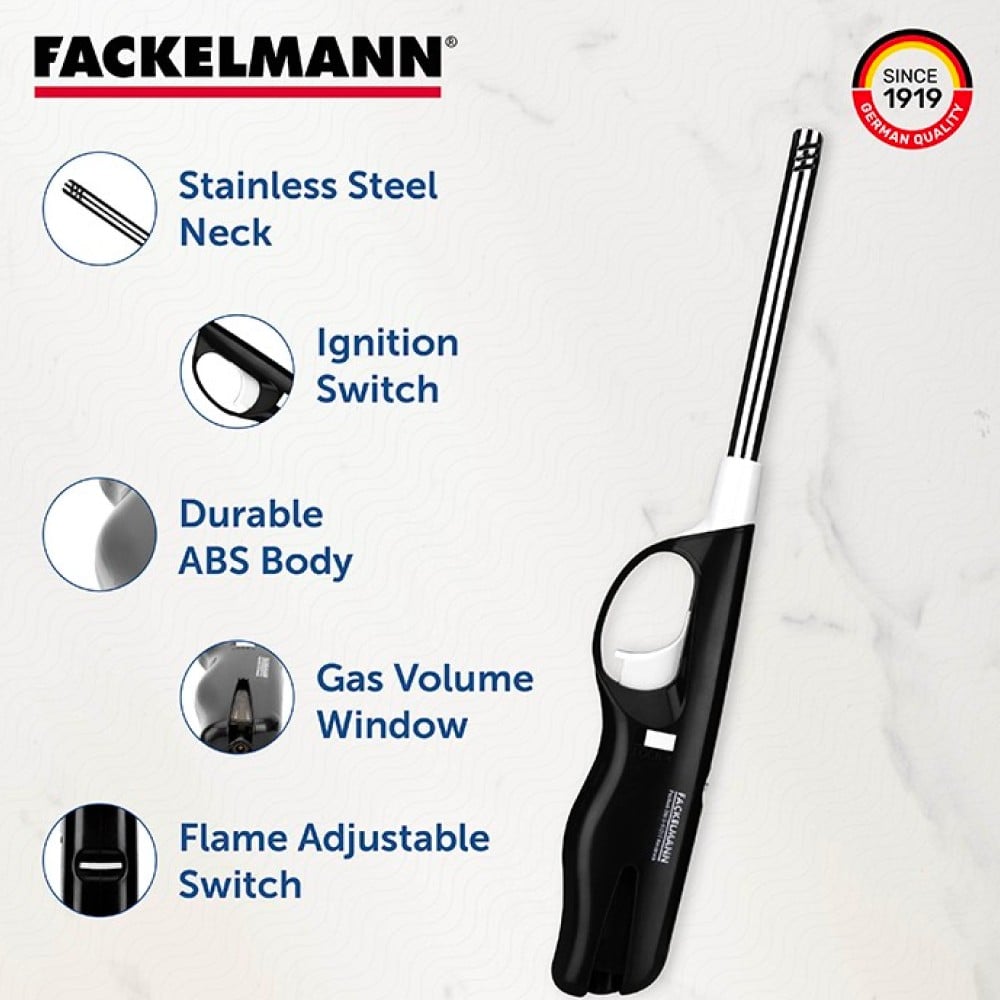 FACKELMANN®
SINCE
1919
GERMAN QUALITY
Stainless Steel
Neck
Ignition
Switch
Durable
ABS Body
Gas Volume
Window
Flame Adjustable
Switch
FACKELMANN